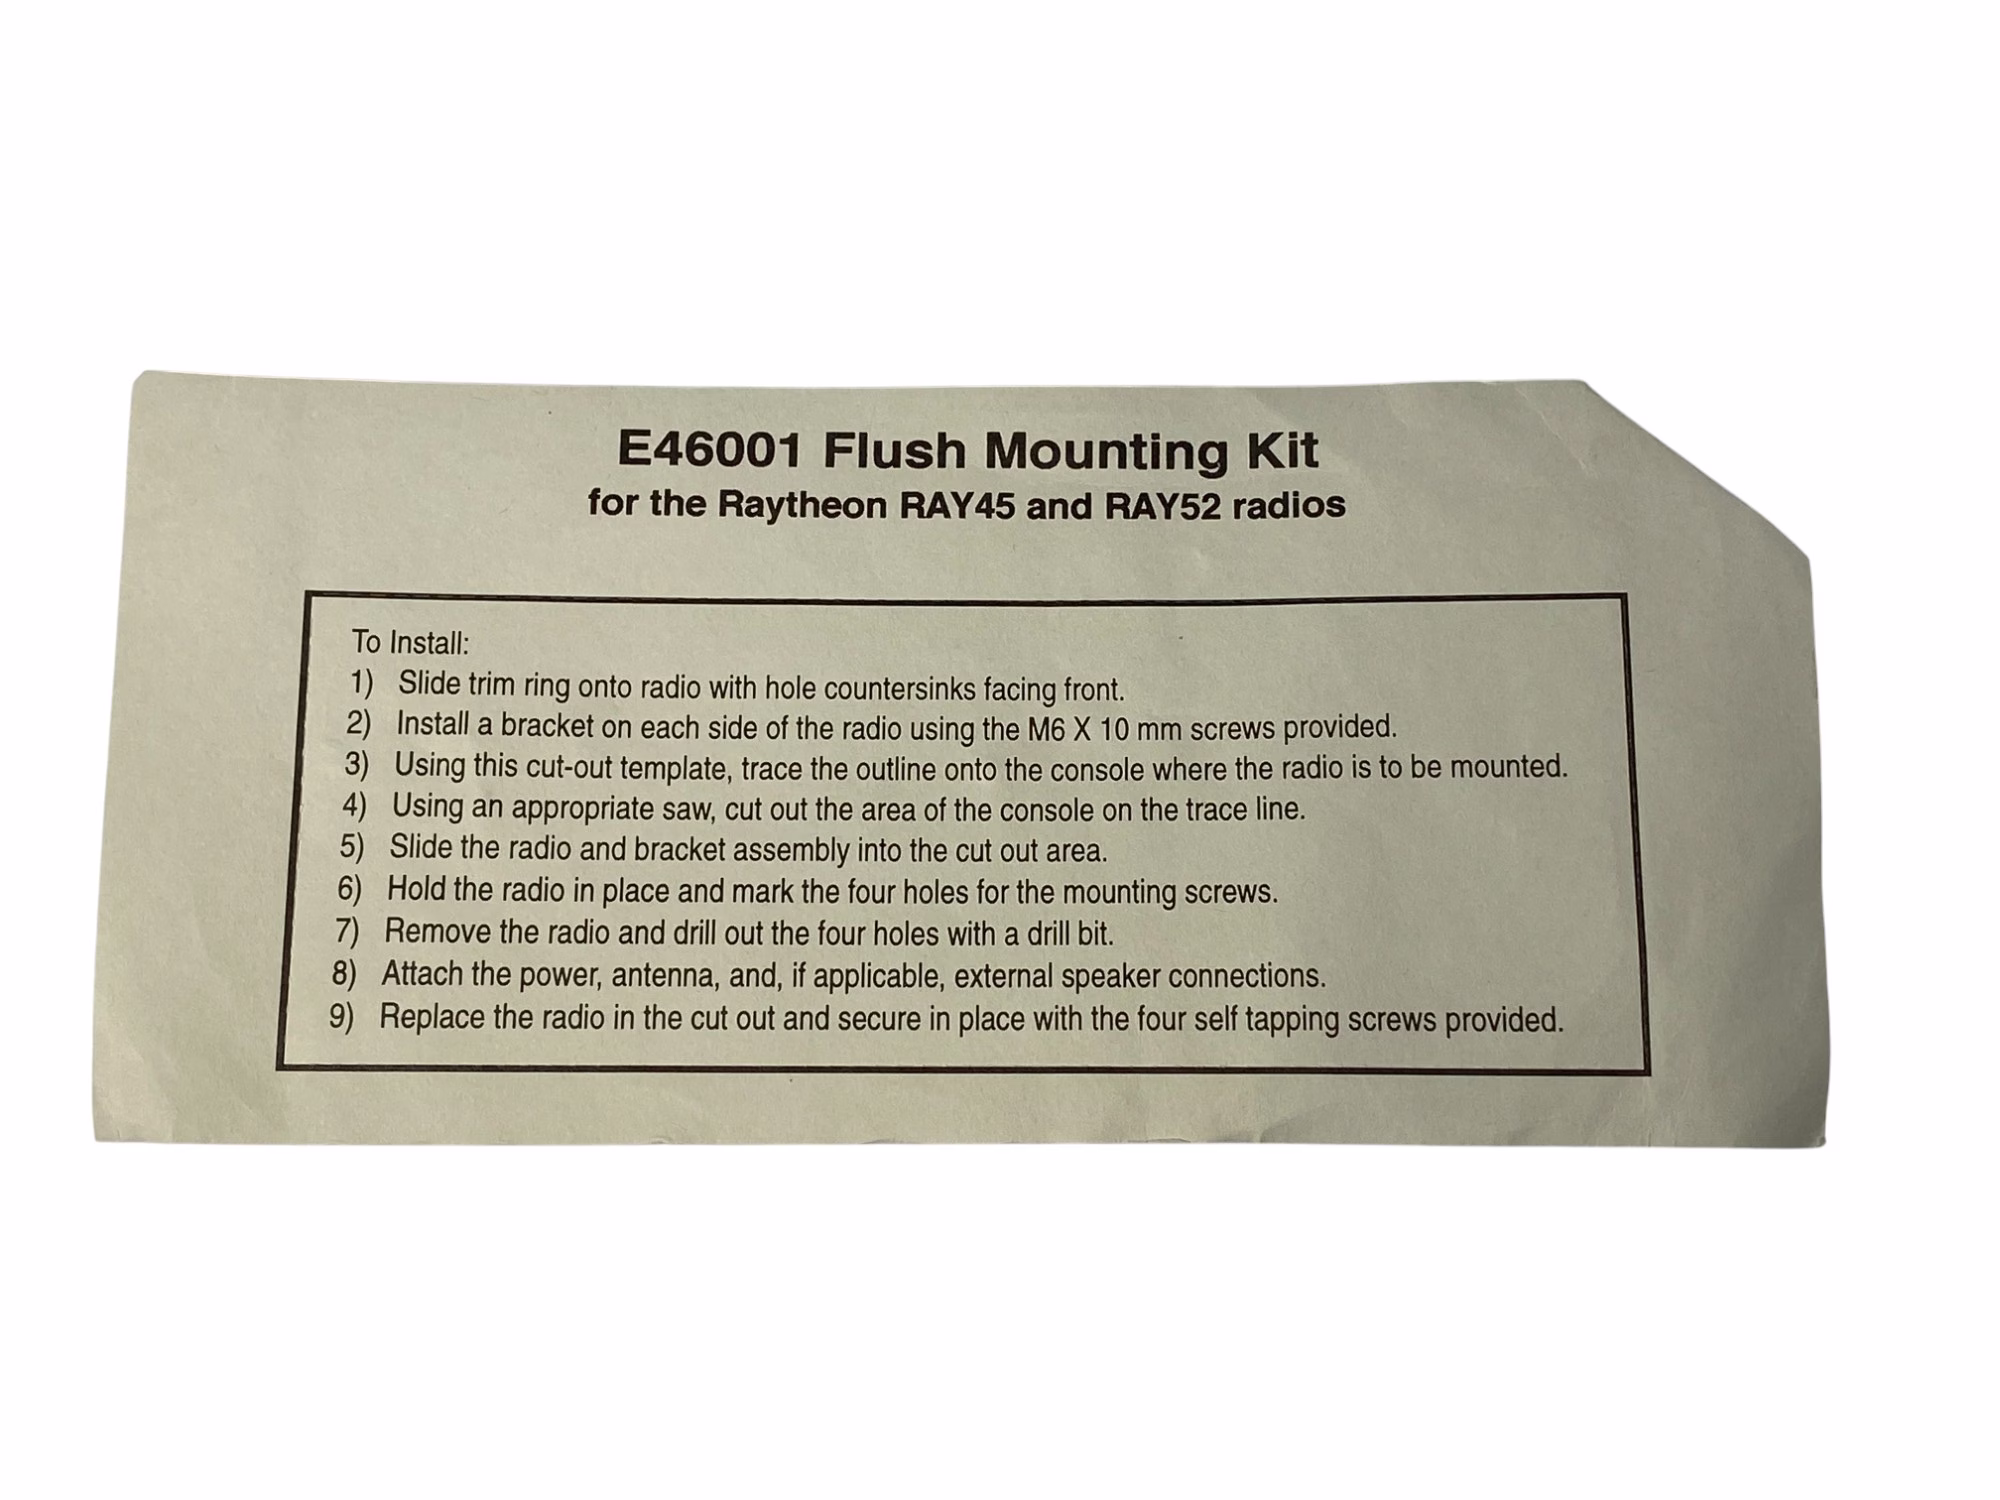 E46001 Flush Mounting Kit
for the Raytheon RAY45 and RAY52 radios
To Install:
1) Slide trim ring onto radio with hole countersinks facing front.
2) Install a bracket on each side of the radio using the M6 X 10 mm screws provided.
3) Using this cut-out template, trace the outline onto the console where the radio is to be mounted.
4) Using an appropriate saw, cut out the area of the console on the trace line.
5) Slide the radio and bracket assembly into the cut out area.
6) Hold the radio in place and mark the four holes for the mounting screws.
7) Remove the radio and drill out the four holes with a drill bit.
8) Attach the power, antenna, and, if applicable, external speaker connections.
9) Replace the radio in the cut out and secure in place with the four self tapping screws provided.